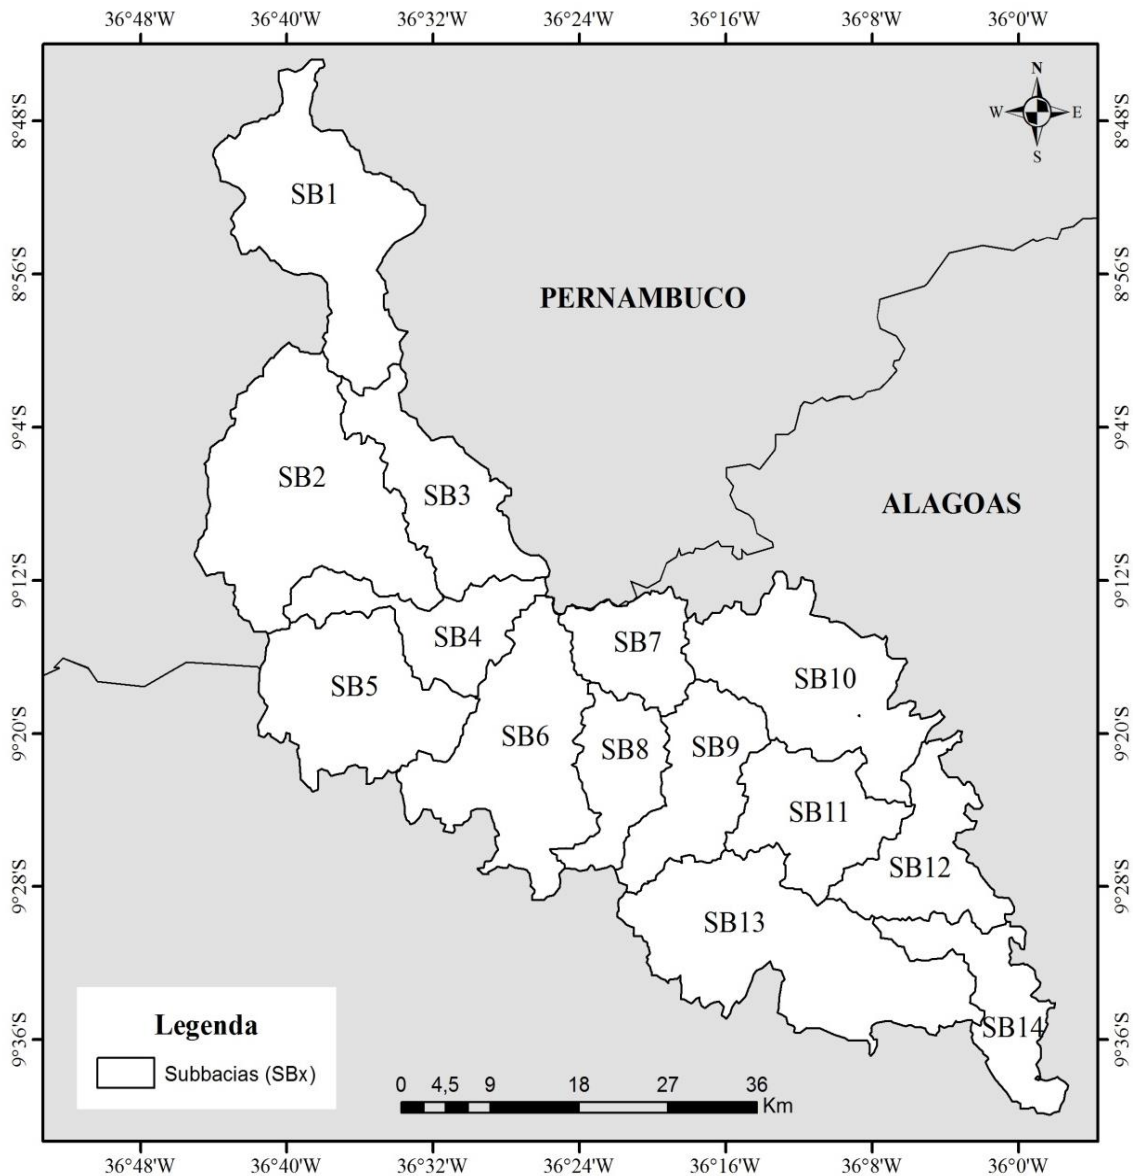 36°48'W 36°40'W 36°32'W 36°24'W 36°16'W 36°8'W 36°0'W
N
W E
S
8°48'S 8°48'S
SB1
8°56'S 8°56'S
PERNAMBUCO
9°4'S 9°4'S
SB2
SB3
ALAGOAS
9°12'S 9°12'S
SB4
SB7
SB5
SB10
9°20'S 9°20'S
SB6
SB8
SB9
SB11
SB12
9°28'S 9°28'S
SB13
Legenda
SB14
9°36'S 9°36'S
Subbacias (SBx)
0 4,5 9 18 27 36
Km
36°48'W 36°40'W 36°32'W 36°24'W 36°16'W 36°8'W 36°0'W